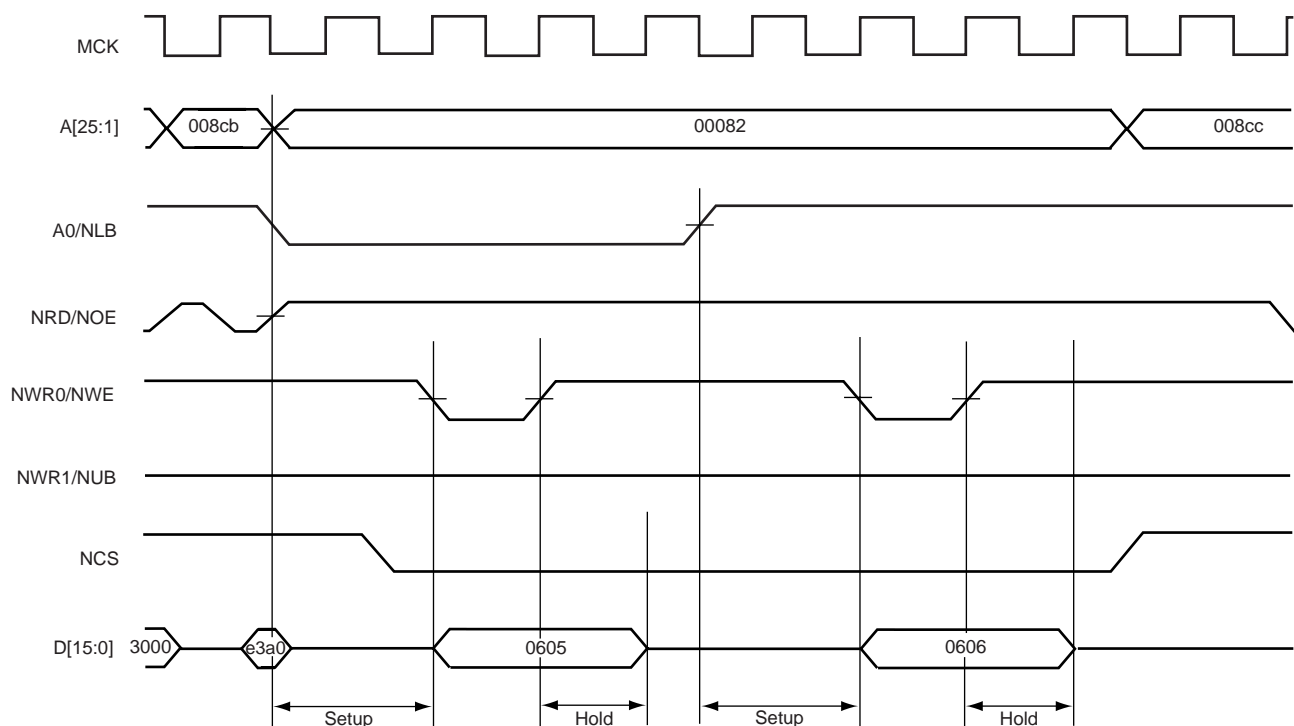 MCK
A[25:1] 008cb 00082 008cc
A0/NLB
NRD/NOE
NWR0/NWE
NWR1/NUB
NCS
D[15:0] 3000 e3a0 0605 0606
Setup Hold Setup Hold